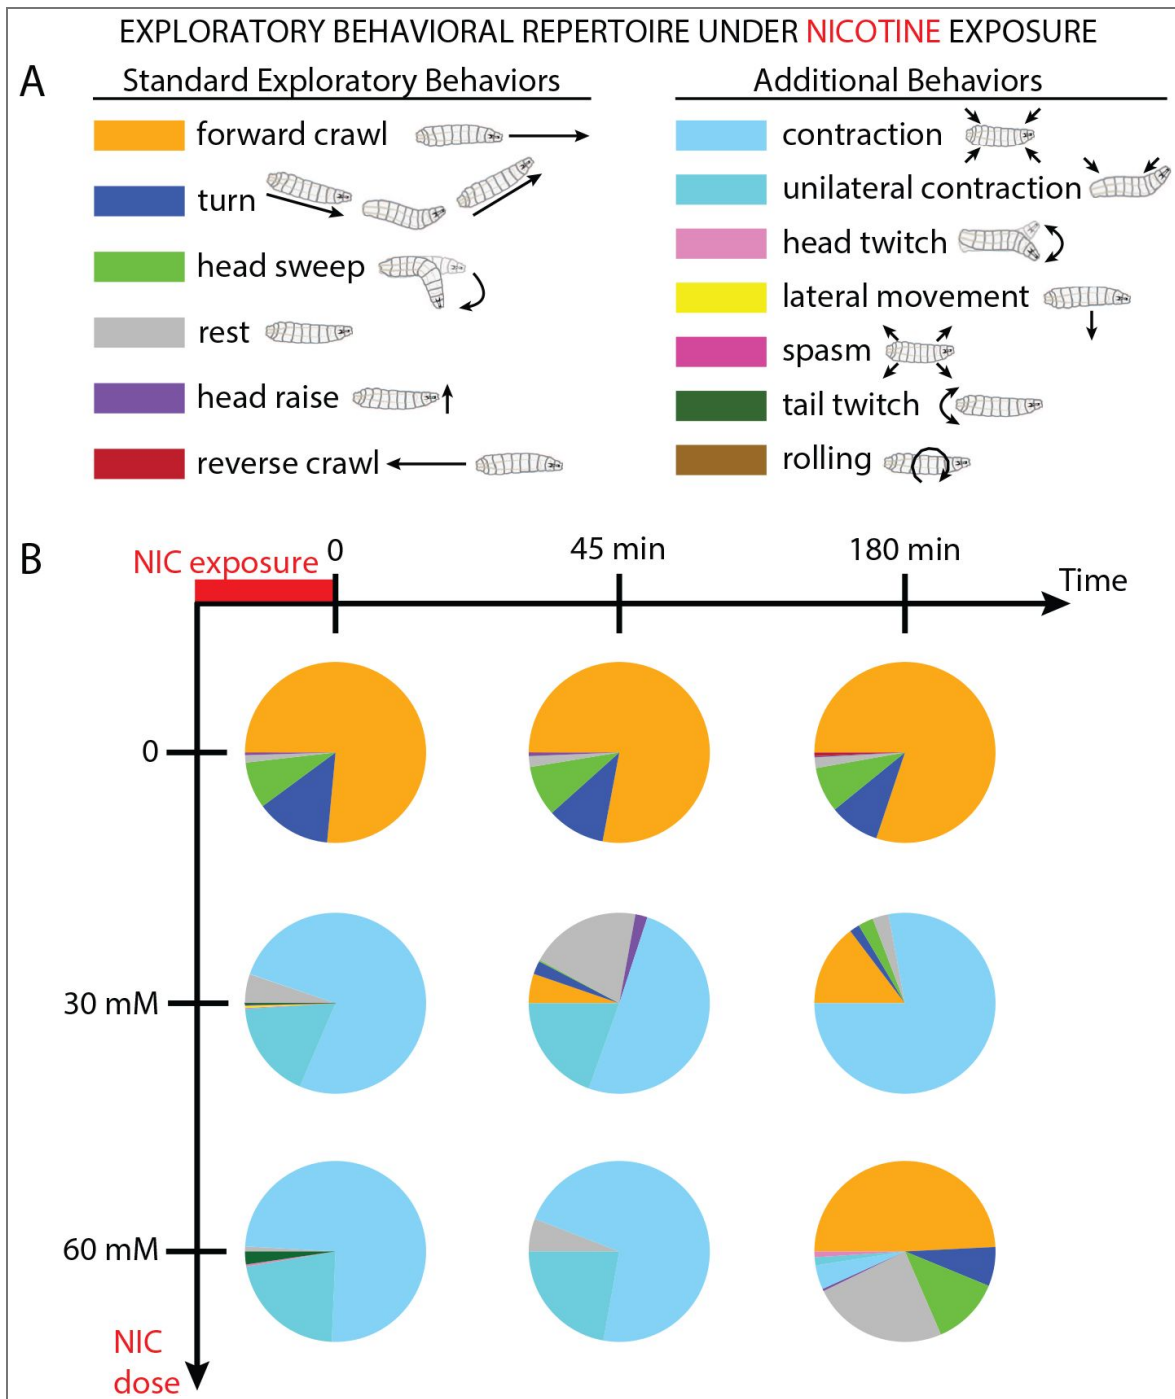 EXPLORATORY BEHAVIORAL REPERTOIRE UNDER NICOTINE EXPOSURE
A
Standard Exploratory Behaviors
forward crawl
turn
head sweep
rest
head raise
reverse crawl
Additional Behaviors
contraction
unilateral contraction
head twitch
lateral movement
spasm
tail twitch
rolling
B
NIC exposure
0
45 min
180 min
Time
0
30 mM
60 mM
NIC
dose